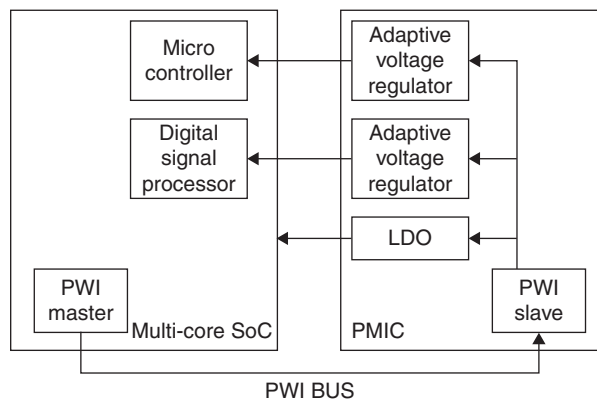 Micro
controller
Adaptive
voltage
regulator
Digital
signal
processor
Adaptive
voltage
regulator
LDO
PWI
master
Multi-core SoC
PMIC
PWI
slave
PWI BUS